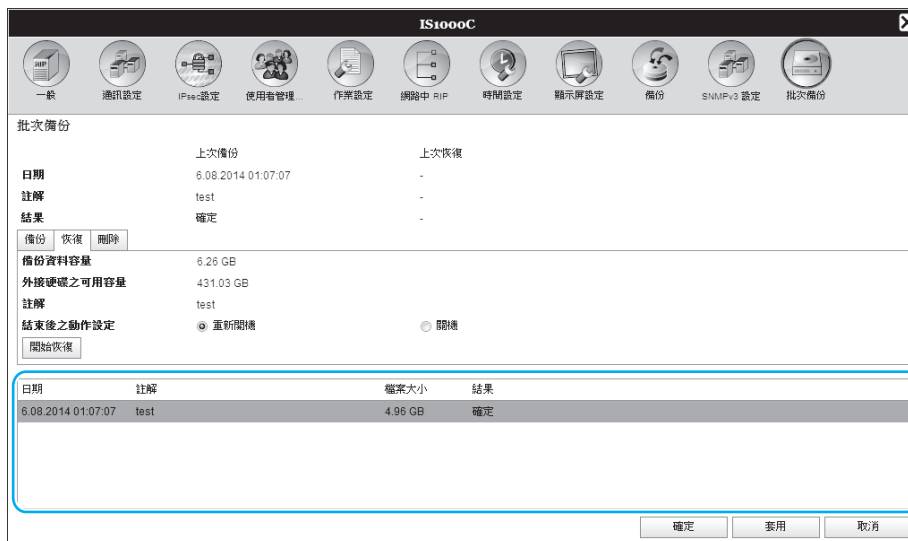 IS1000C
一般 通訊設定 IPsec設定 使用者管理... 作業設定 網路中 RIP 時間設定 顯示屏設定 備份 SNMPv3 設定 批次備份
批次備份
上次備份 上次恢復
日期 6.08.2014 01:07:07 -
註解 test -
結果 確定 -
備份 恢復 刪除
備份資料容量 6.26 GB
外接硬碟之可用容量 431.03 GB
註解 test
結束後之動作設定 重新開機 關機
開始恢復
日期 註解 檔案大小 結果
6.08.2014 01:07:07 test 4.96 GB 確定
確定 套用 取消